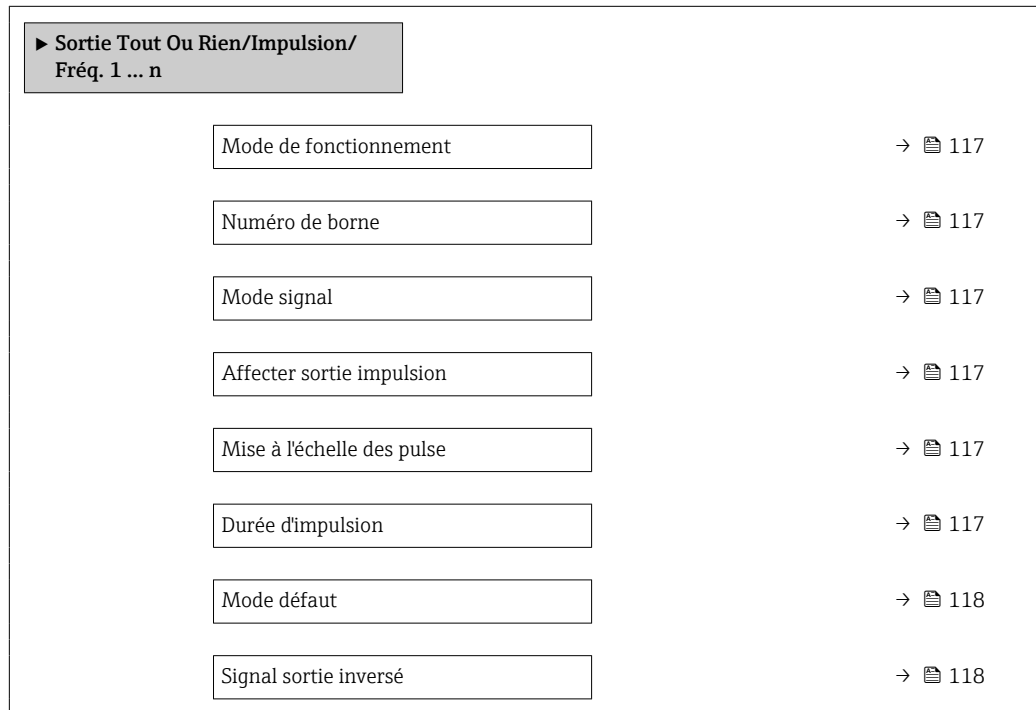 ► Sortie Tout Ou Rien/Impulsion/
Fréq. 1 ... n
Mode de fonctionnement → 117
Numéro de borne → 117
Mode signal → 117
Affecter sortie impulsion → 117
Mise à l'échelle des pulse → 117
Durée d'impulsion → 117
Mode défaut → 118
Signal sortie inversé → 118